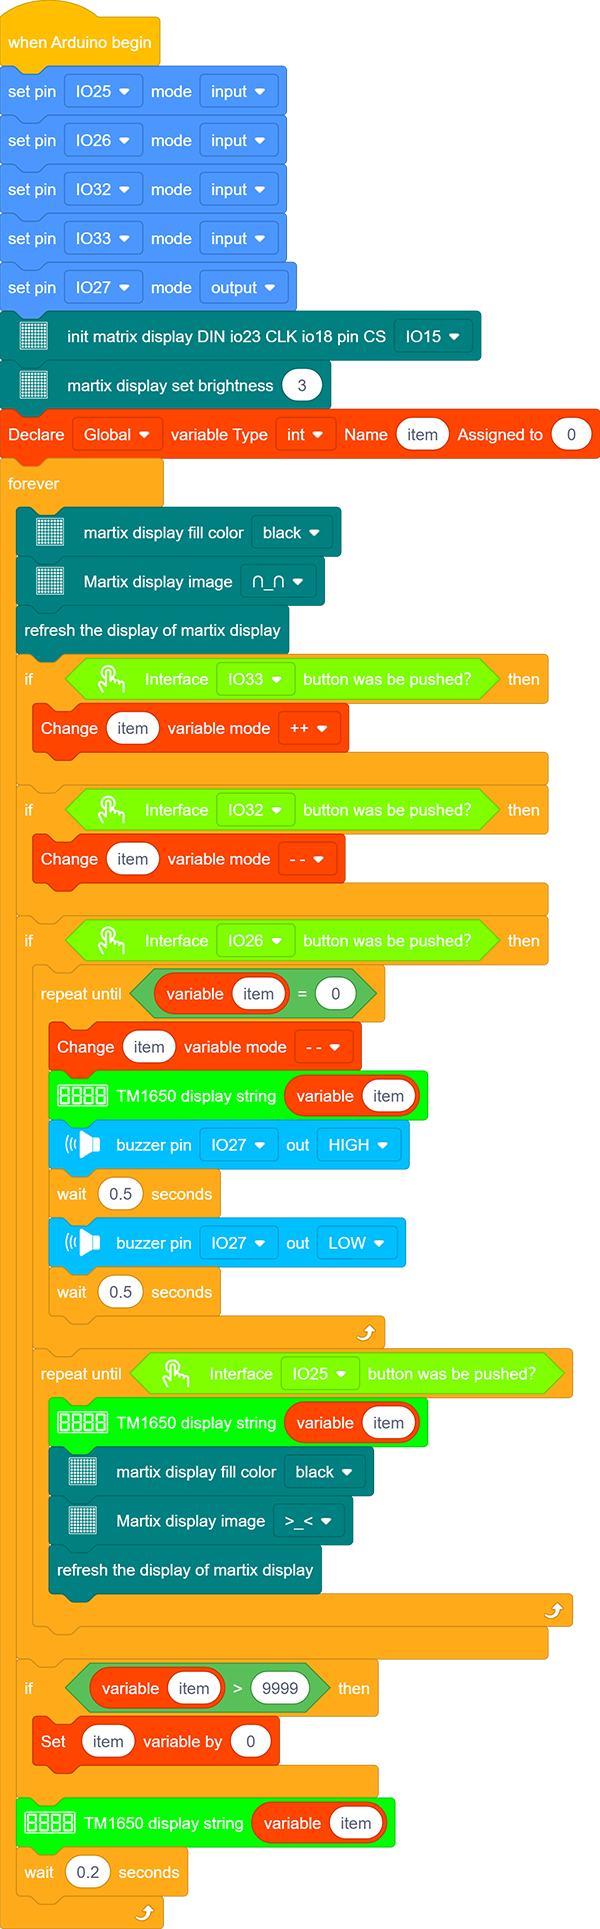 when Arduino begin
set pin IO25 mode input
set pin IO26 mode input
set pin IO32 mode input
set pin IO33 mode input
set pin IO27 mode output
init matrix display DIN io23 CLK io18 pin CS IO15
martix display set brightness 3
Declare Global variable Type int Name item Assigned to 0
forever
martix display fill color black
Martix display image ∩_∩
refresh the display of martix display
if Interface IO33 button was be pushed? then
Change item variable mode ++
if Interface IO32 button was be pushed? then
Change item variable mode - -
if Interface IO26 button was be pushed? then
repeat until variable item = 0
Change item variable mode - -
TM1650 display string variable item
buzzer pin IO27 out HIGH
wait 0.5 seconds
buzzer pin IO27 out LOW
wait 0.5 seconds
repeat until Interface IO25 button was be pushed?
TM1650 display string variable item
martix display fill color black
Martix display image >_<
refresh the display of martix display
if variable item > 9999 then
Set item variable by 0
TM1650 display string variable item
wait 0.2 seconds